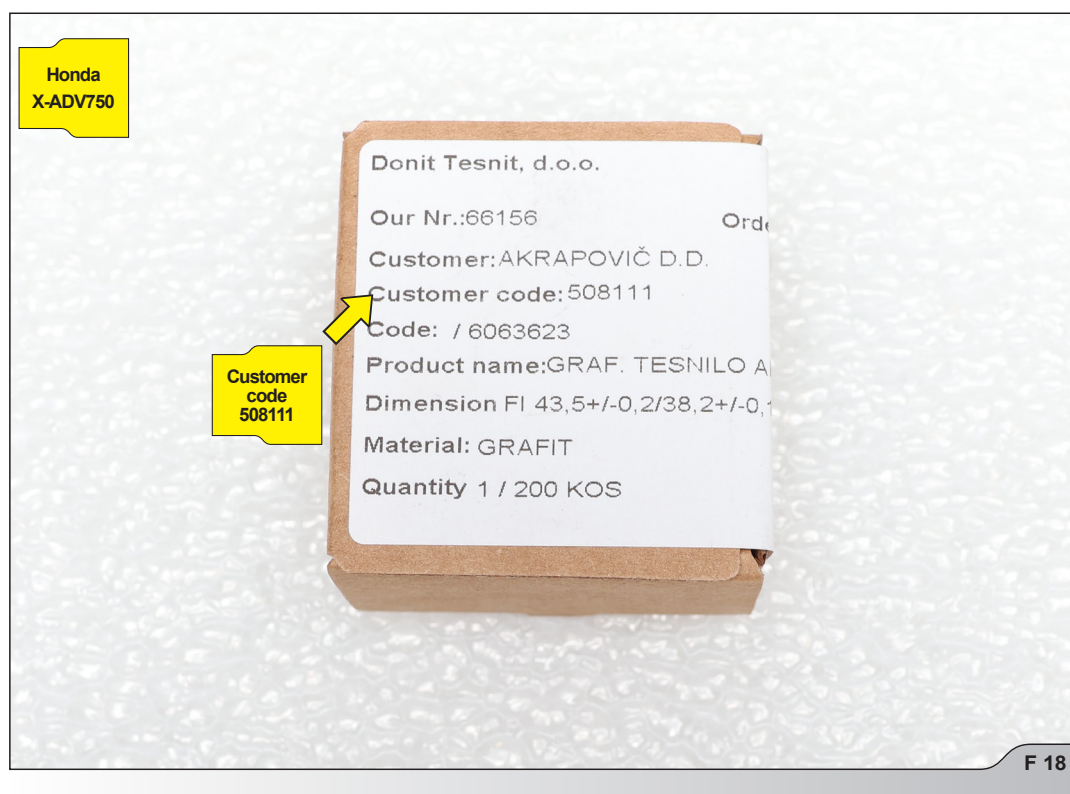 Honda
X-ADV750
Donit Tesnit, d.o.o.
Our Nr.:66156
Customer:AKRAPOVIČ D.D.
Customer code:508111
Code: / 6063623
Product name:GRAF. TESNILO
Dimension FI 43,5+/-0,2/38,2+/-0,
Material: GRAFIT
Quantity 1 / 200 KOS
Customer
code
508111
F 18